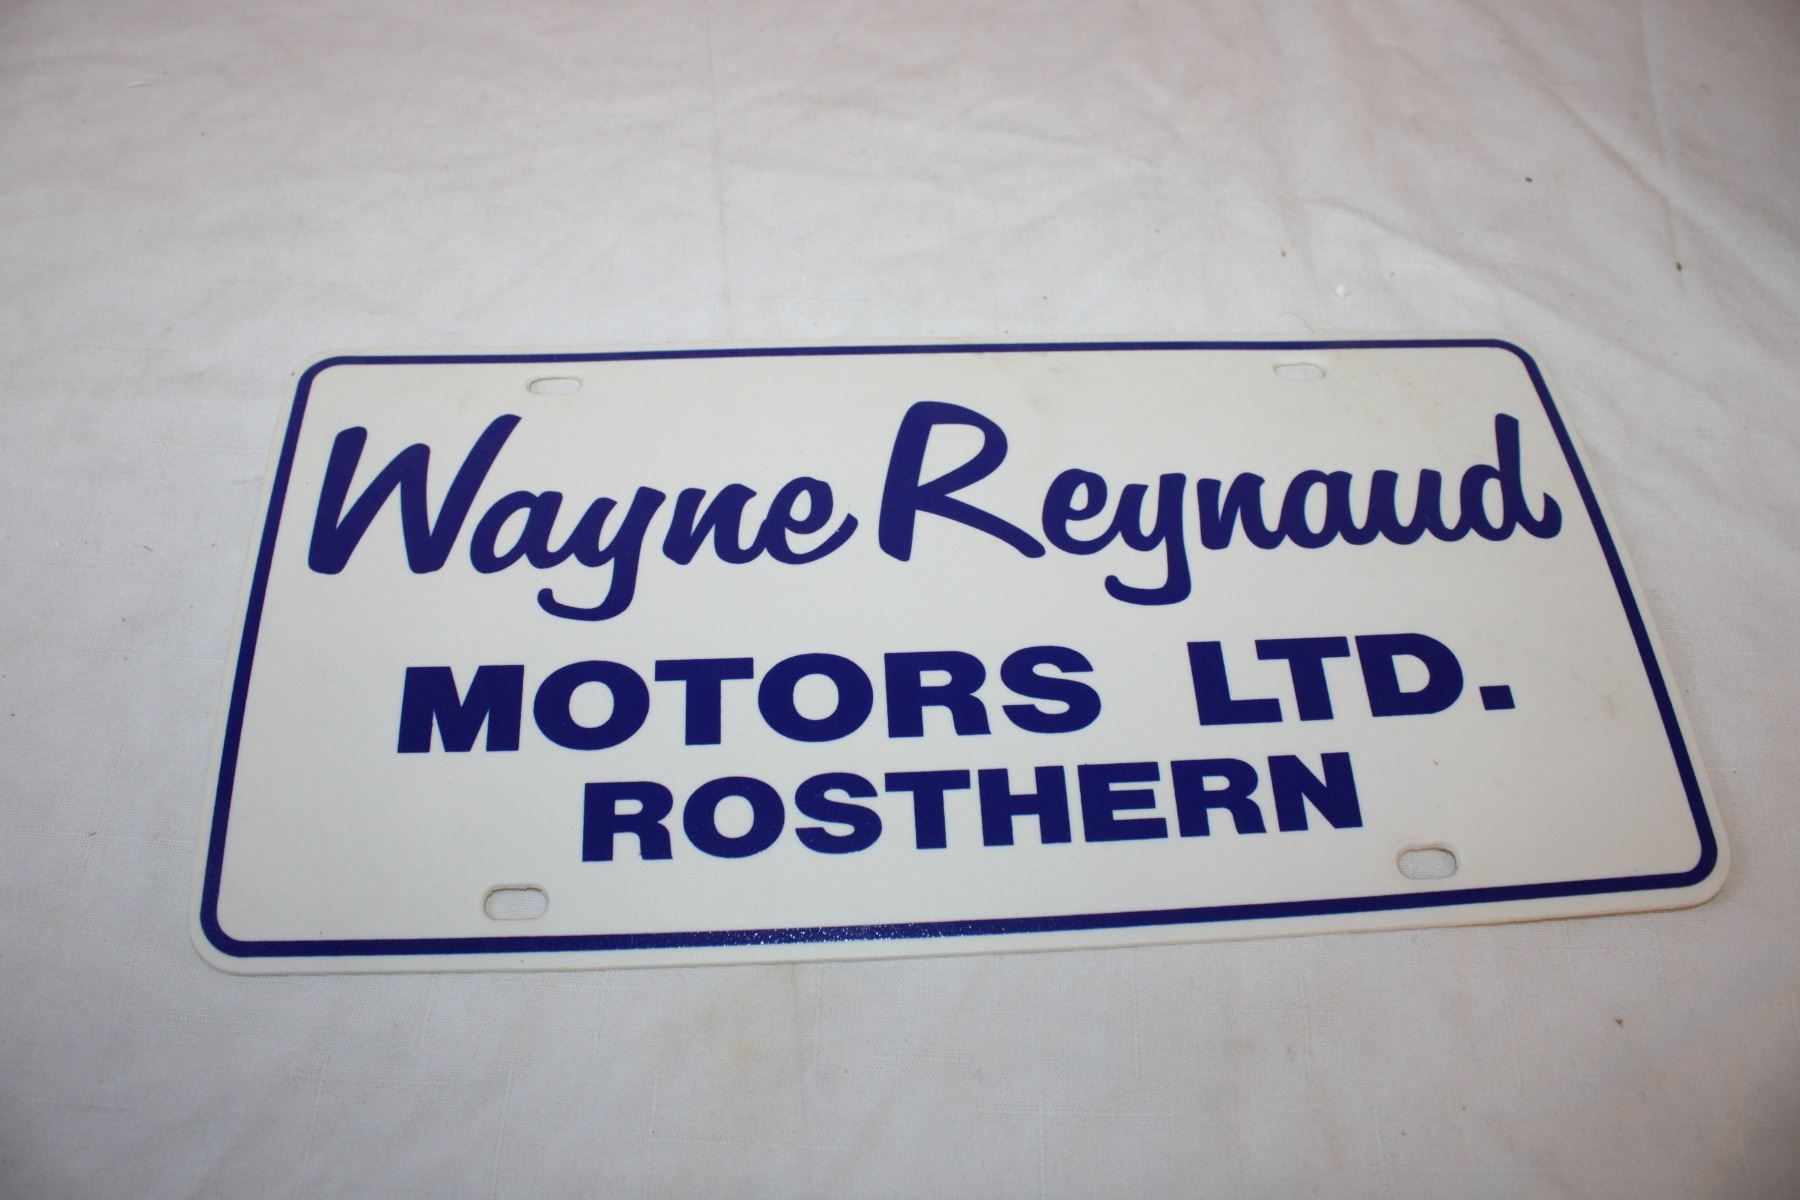 Wayne Reynaud
MOTORS LTD.
ROSTHERN